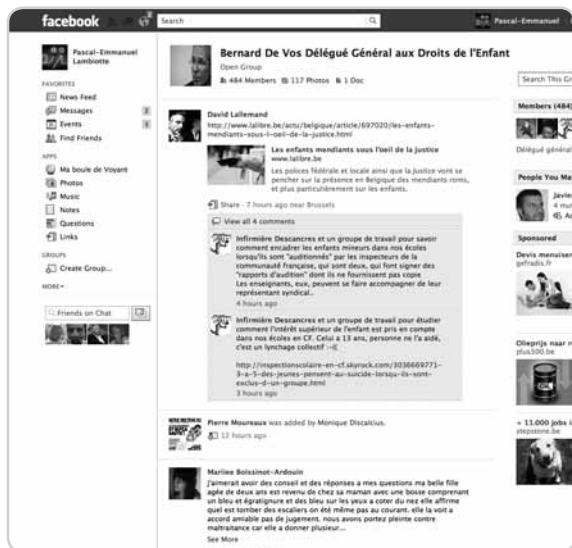 facebook
2
Search
Pascal-Emmanuel
Pascal-Emmanuel
Lambiotte
FAVORITES
News Feed
Messages 2
Events 6
Find Friends
APPS
Ma boule de Voyant
Photos
Music
Notes
Questions
Links
GROUPS
Create Group...
MORE
Friends on Chat
Bernard De Vos Délégué Général aux Droits de l'Enfant
Open Group
484 Members 117 Photos 1 Doc
David Lallemand
http://www.lalibre.be/actu/belgique/article/697020/les-enfants-
mendiants-sous-l-oeil-de-la-justice.html
Les enfants mendiants sous l'oeil de la justice
www.lalibre.be
Les polices fédérale et locale ainsi que la justice vont se
pencher sur la présence en Belgique des mendiants roms,
et plus particulièrement sur les enfants.
Share · 7 hours ago near Brussels
View all 4 comments
Infirmière Descancres et un groupe de travail pour savoir
comment encadrer les enfants mineurs dans nos écoles
lorsqu'ils sont "auditionnés" par les inspecteurs de la
communauté française, qui sont deux, qui font signer des
"rapports d'audition" dont ils ne fournissent pas copie
Les enseignants, eux, peuvent se faire accompagner de leur
représentant syndical..
4 hours ago
Infirmière Descancres et un groupe de travail pour étudier
comment l'intérêt supérieur de l'enfant est pris en compte
dans nos écoles en CF. Celui a 13 ans, personne ne l'a aidé,
c'est un lynchage collectif :-((
http://inspectionscolaire-en-cf.skyrock.com/3036669771-
3-a-5-des-jeunes-pensent-au-suicide-lorsqu-ils-sont-
exclus-d-un-groupe.html
3 hours ago
Pierre Moureaux was added by Monique Discalcius.
12 hours ago
Marline Boissinot-Ardouin
j'aimerait avoir des conseil et des réponses a mes questions ma belle fille
agée de deux ans est revenu de chez sa maman avec une bosse comprenant
un bleu et égratignure et des bleu sur les yeux a coter du nez elle affirme
quel est tomber des escaliers on été même pas au courant. elle la voit a
accord amiable pas de jugement. nous avons portez pleinte contre
maltraitance car elle a donner plusieur...
See More
Search This Gr
Members (484)
Délégué général
People You Ma
Javie
4 mu
Ac
Sponsored
Devis menuiser
gefradis.fr
Olieprijs naar
plus500.be
OIL
+ 11.000 jobs i
stepstone.be